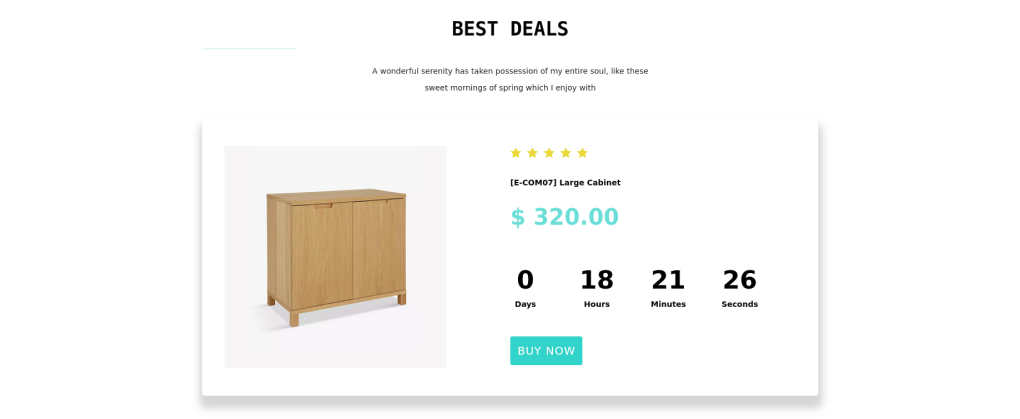 BEST DEALS
A wonderful serenity has taken possession of my entire soul, like these
sweet mornings of spring which I enjoy with
[E-COM07] Large Cabinet
$ 320.00
0 18 21 26
Days Hours Minutes Seconds
BUY NOW